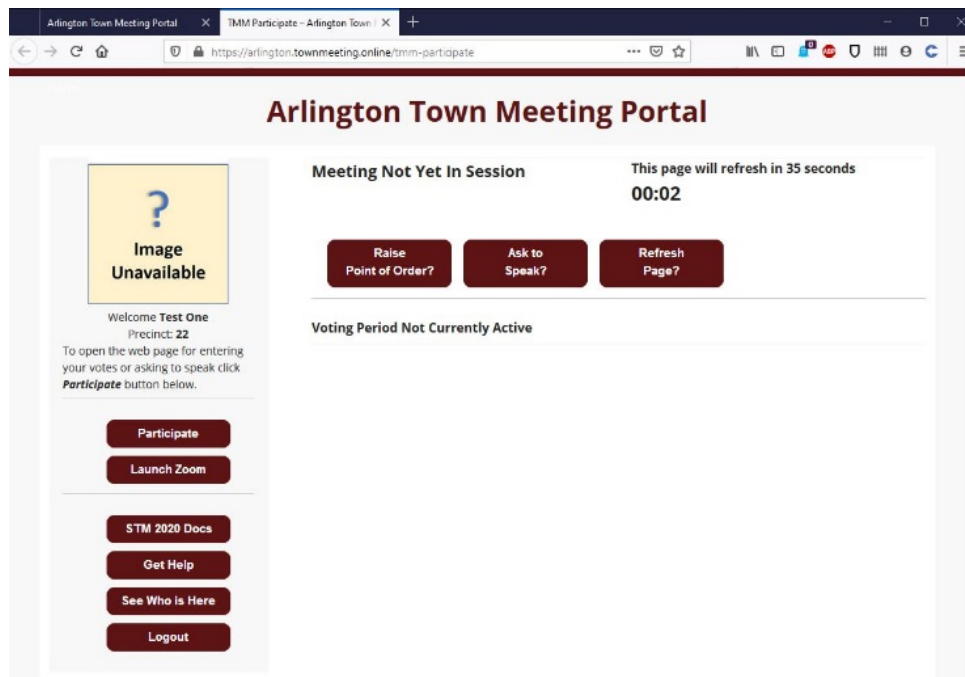 Arlington Town Meeting Portal
TMM Participate – Arlington Town
https://arlington.townmeeting.online/tmm-participate
Arlington Town Meeting Portal
?
Image
Unavailable
Welcome Test One
Precinct: 22
To open the web page for entering
your votes or asking to speak click
Participate button below.
Participate
Launch Zoom
STM 2020 Docs
Get Help
See Who is Here
Logout
Meeting Not Yet In Session
This page will refresh in 35 seconds
00:02
Raise
Point of Order?
Ask to
Speak?
Refresh
Page?
Voting Period Not Currently Active